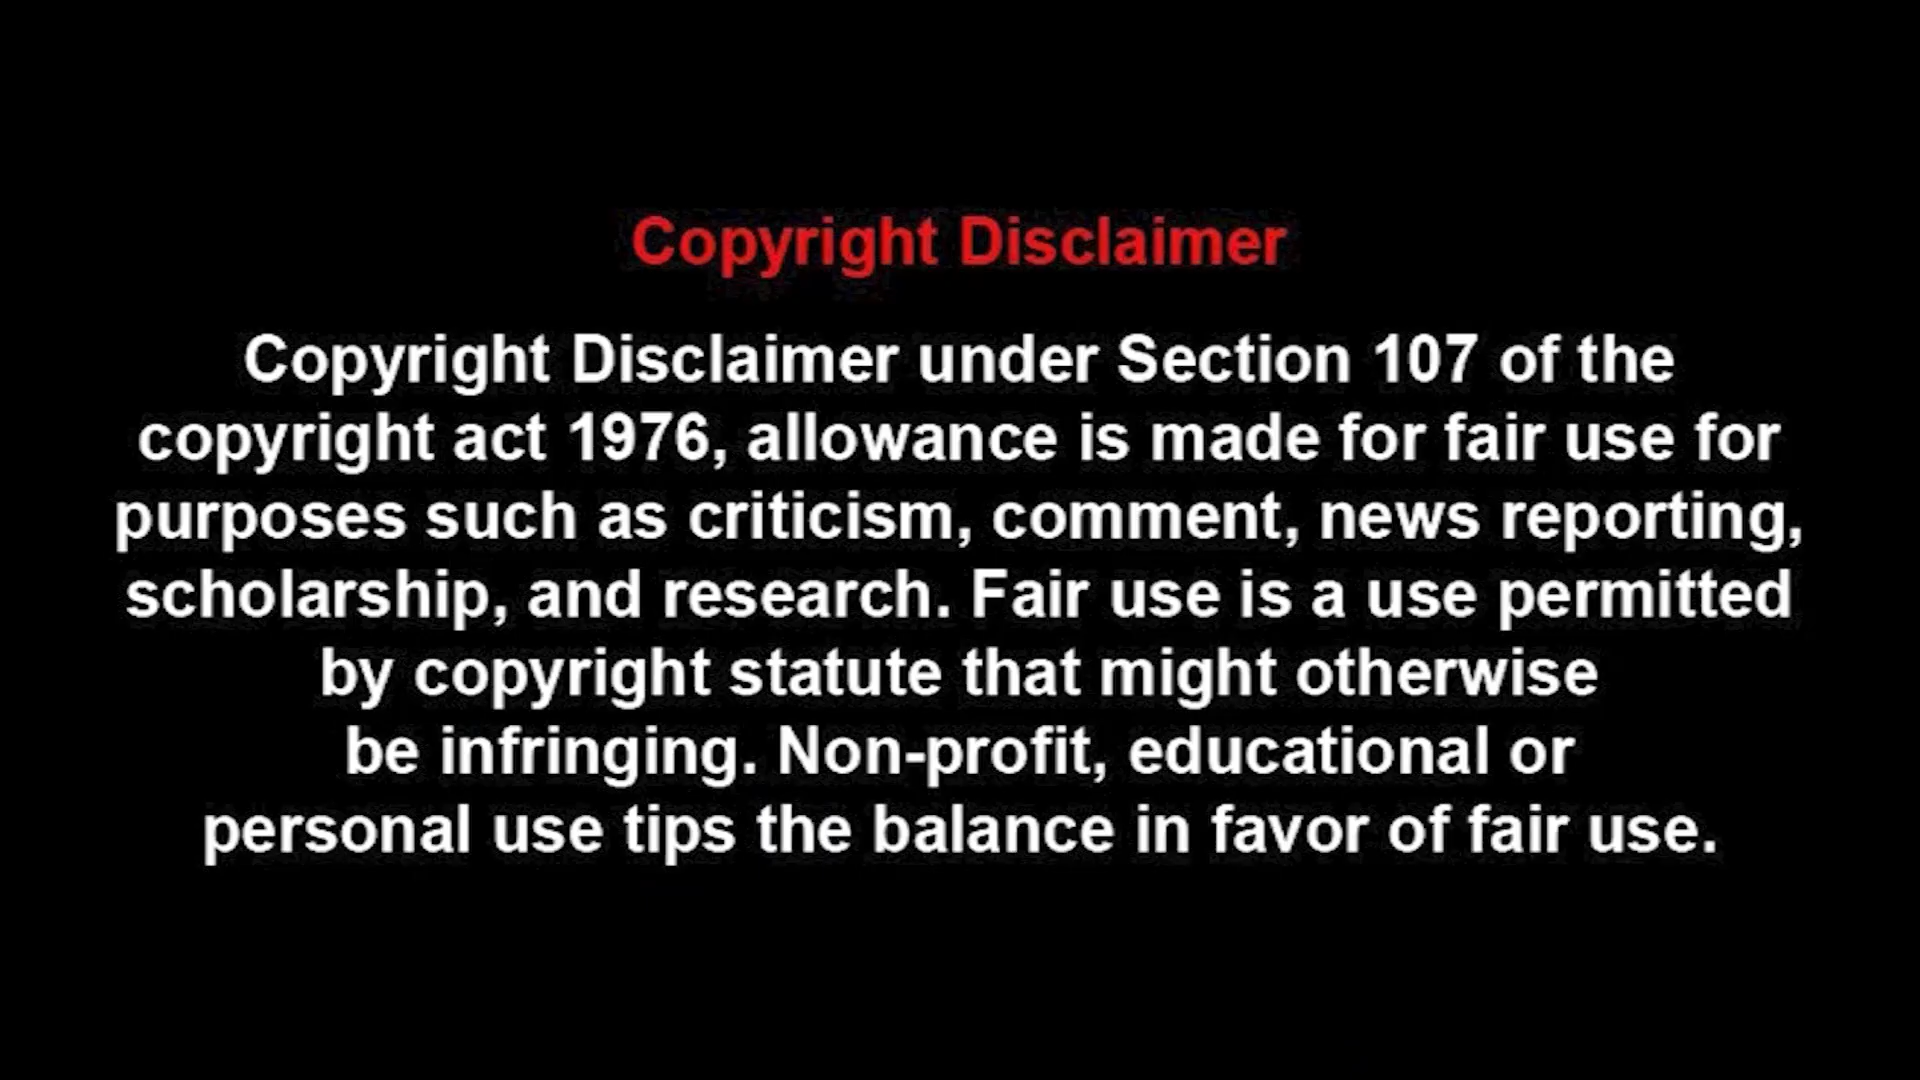 Copyright Disclaimer
Copyright Disclaimer under Section 107 of the
copyright act 1976, allowance is made for fair use for
purposes such as criticism, comment, news reporting,
scholarship, and research. Fair use is a use permitted
by copyright statute that might otherwise
be infringing. Non-profit, educational or
personal use tips the balance in favor of fair use.